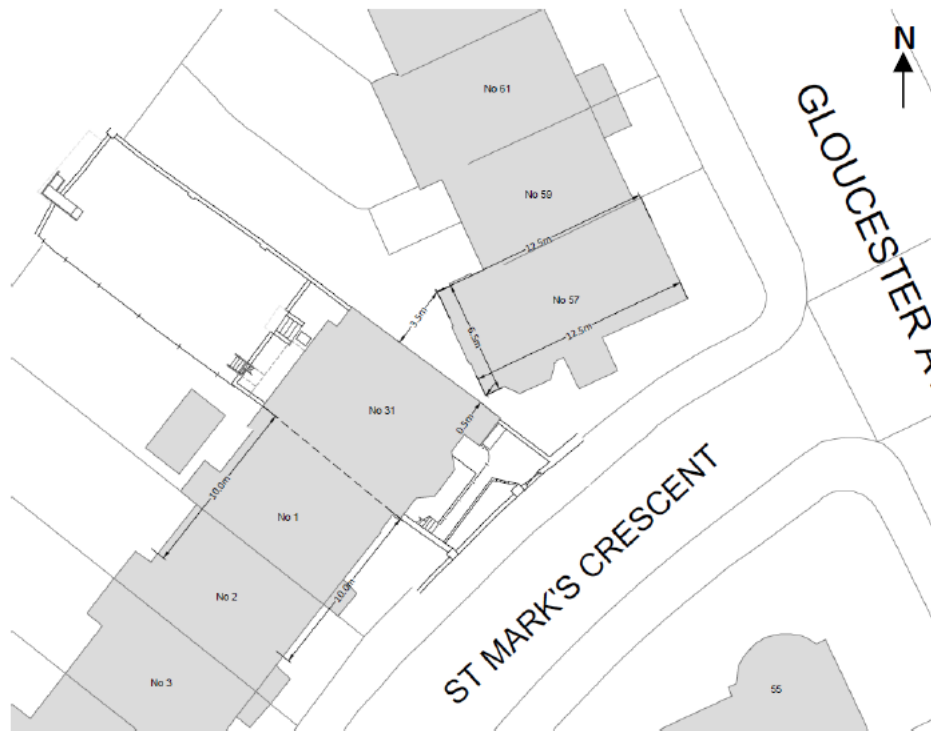 N
No 61
GLOUCESTER A
No 59
12.5m
No 57
3.5m
6.5m
12.5m
No 31
0.5m
10.0m
No 1
ST MARK'S CRESCENT
10.0m
No 2
No 3
55